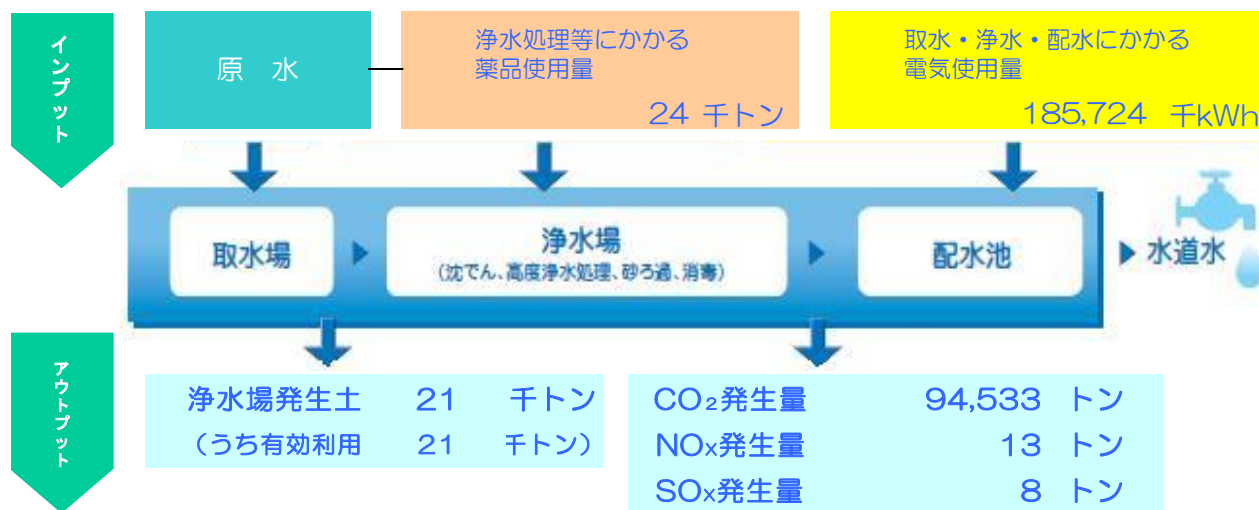 インプット
原 水
浄水処理等にかかる
薬品使用量
24 千トン
取水・浄水・配水にかかる
電気使用量
185,724 千kWh
取水場
浄水場
(沈でん、高度浄水処理、砂ろ過、消毒)
配水池
水道水
アウトプット
浄水場発生土 21 千トン
(うち有効利用 21 千トン)
CO₂発生量 94,533 トン
NOx発生量 13 トン
SOx発生量 8 トン